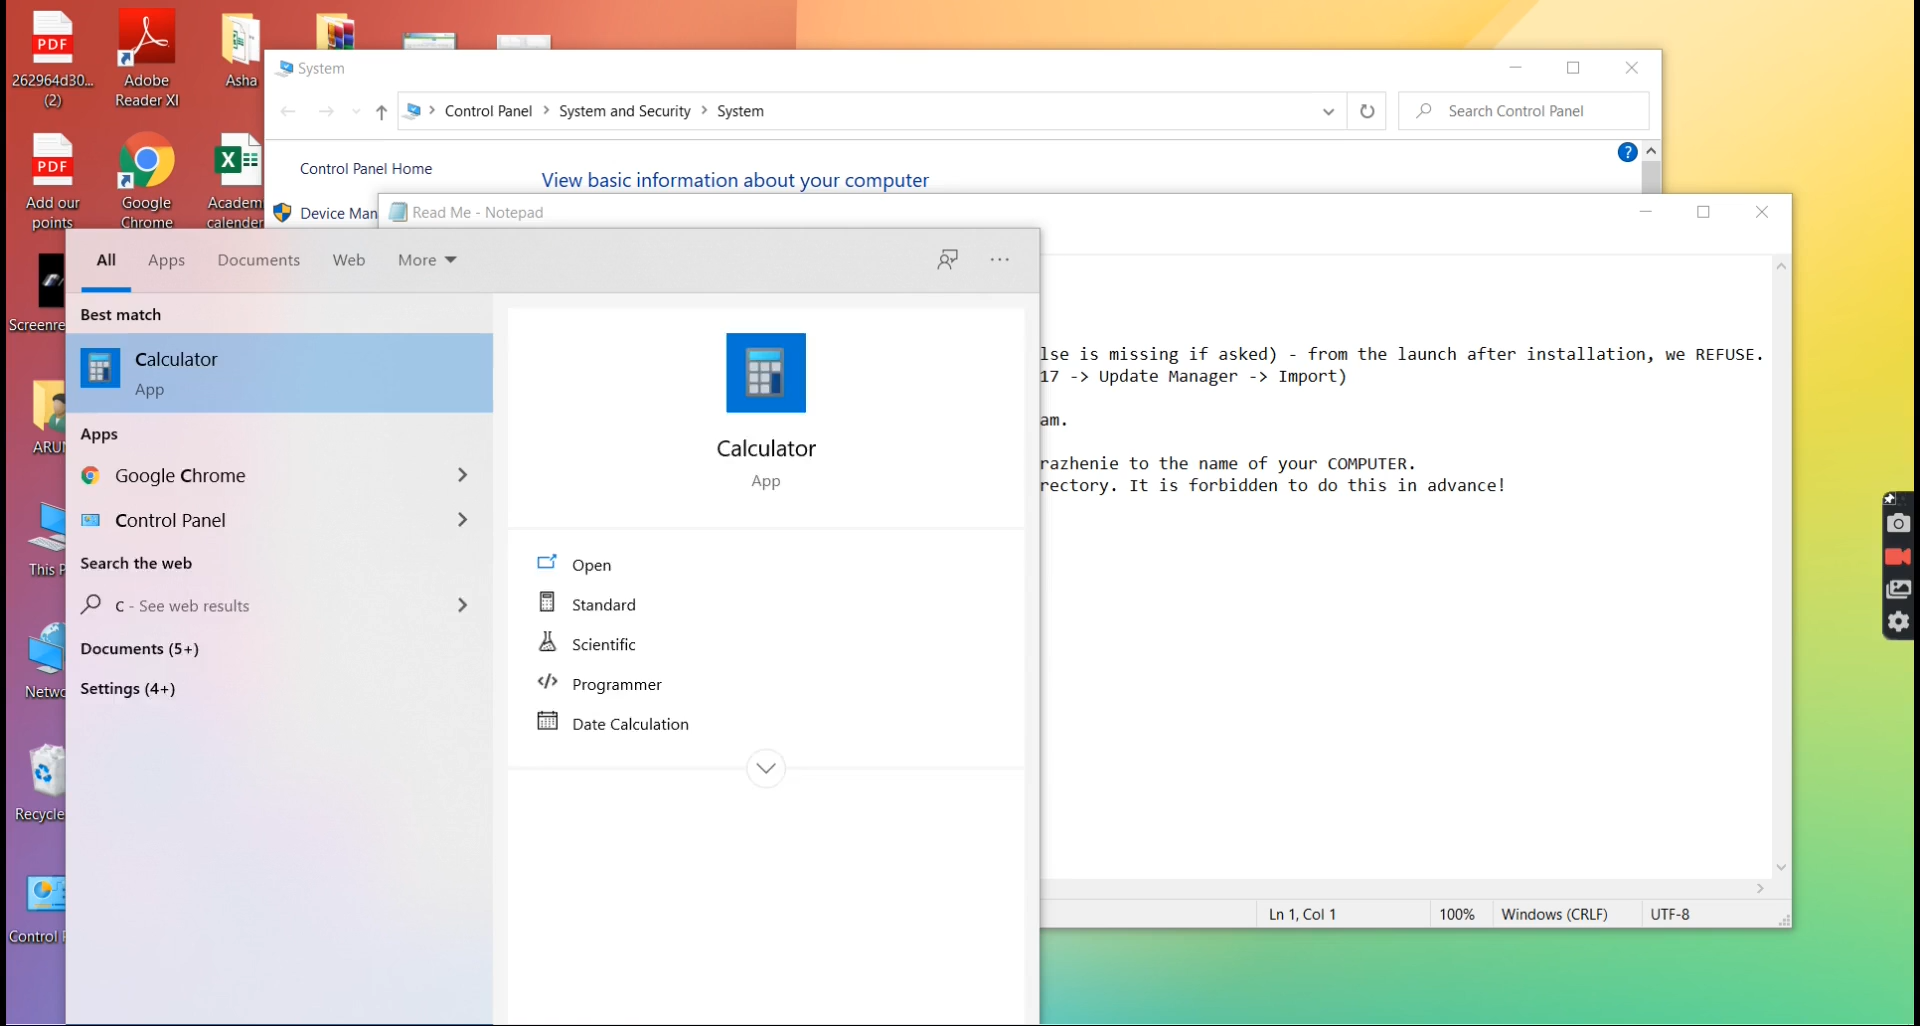 262964d30...
(2)
Adobe
Reader XI
Asha
Add our
points
Google
Chrome
Academi
calender
Screenre
ARUN
This P
Netwo
Recycle
Control P
System
Control Panel > System and Security > System
Search Control Panel
Control Panel Home
View basic information about your computer
Device Man
Read Me - Notepad
All Apps Documents Web More
Best match
Calculator
App
Apps
Google Chrome
Control Panel
Search the web
C - See web results
Documents (5+)
Settings (4+)
Calculator
App
Open
Standard
Scientific
Programmer
Date Calculation
lse is missing if asked) - from the launch after installation, we REFUSE.
17 -> Update Manager -> Import)
am.
razhenie to the name of your COMPUTER.
rectory. It is forbidden to do this in advance!
Ln 1, Col 1 100% Windows (CRLF) UTF-8